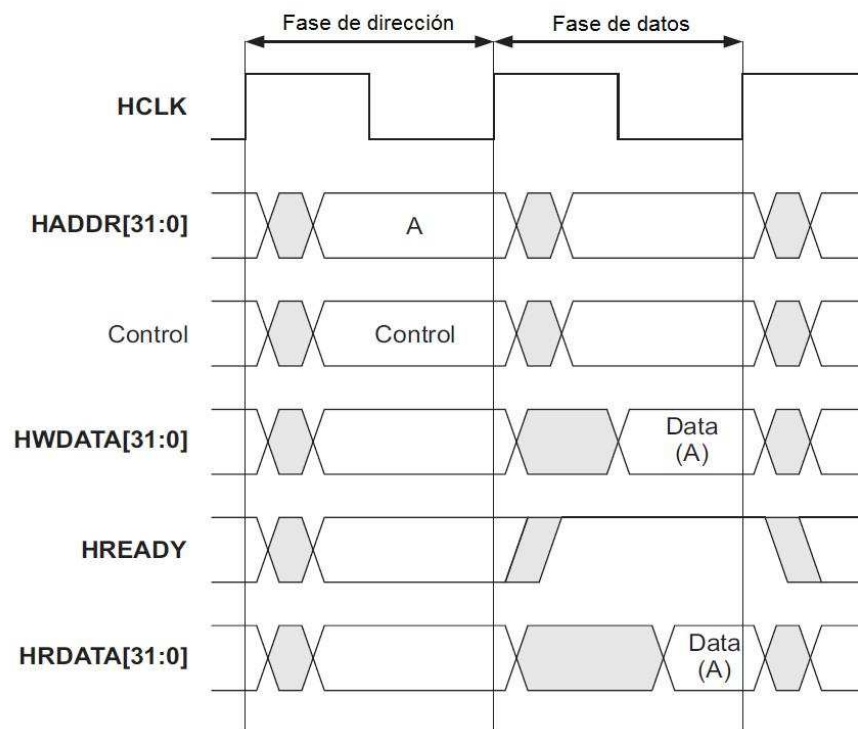 Fase de dirección Fase de datos
HCLK
HADDR[31:0] A
Control Control
HWDATA[31:0] Data
(A)
HREADY
HRDATA[31:0] Data
(A)